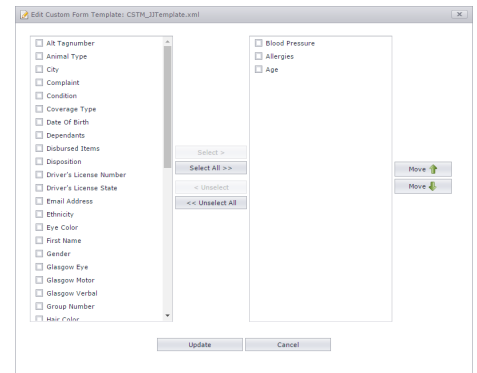 Edit Custom Form Template: CSTM_JJTemplate.xml
Alt Tagnumber
Animal Type
City
Complaint
Condition
Coverage Type
Date Of Birth
Dependants
Disbursed Items
Disposition
Driver's License Number
Driver's License State
Email Address
Ethnicity
Eye Color
First Name
Gender
Glasgow Eye
Glasgow Motor
Glasgow Verbal
Group Number
Hair Color
Select >
Select All >>
< Unselect
<< Unselect All
Blood Pressure
Allergies
Age
Move
Move
Update
Cancel